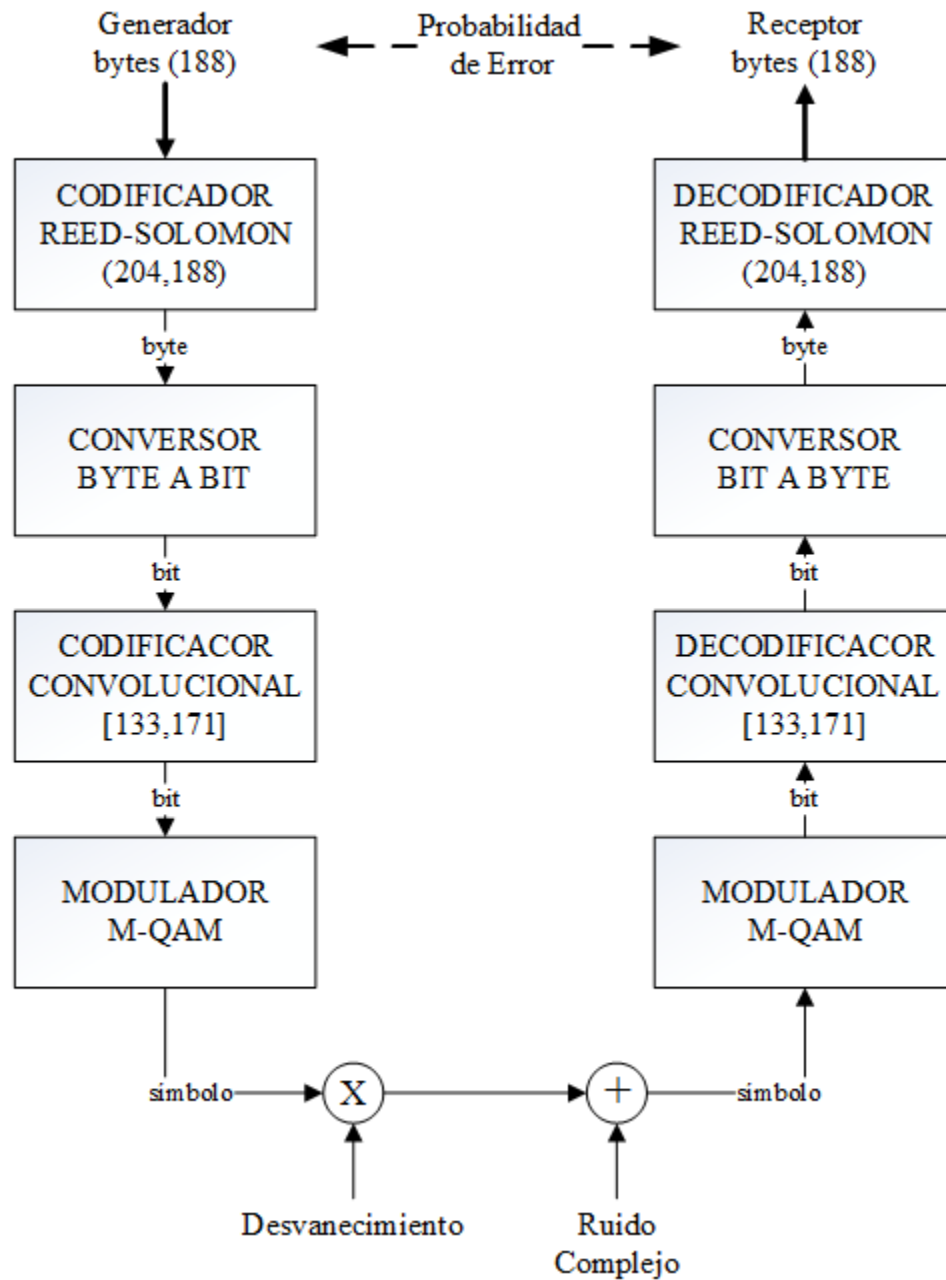 Generador
bytes (188)
Probabilidad
de Error
Receptor
bytes (188)
CODIFICADOR
REED-SOLOMON
(204,188)
DECODIFICADOR
REED-SOLOMON
(204,188)
byte
byte
CONVERSOR
BYTE A BIT
CONVERSOR
BIT A BYTE
bit
bit
CODIFICACOR
CONVOLUCIONAL
[133,171]
DECODIFICACOR
CONVOLUCIONAL
[133,171]
bit
bit
MODULADOR
M-QAM
MODULADOR
M-QAM
símbolo
X
+
símbolo
Desvanecimiento
Ruido
Complejo